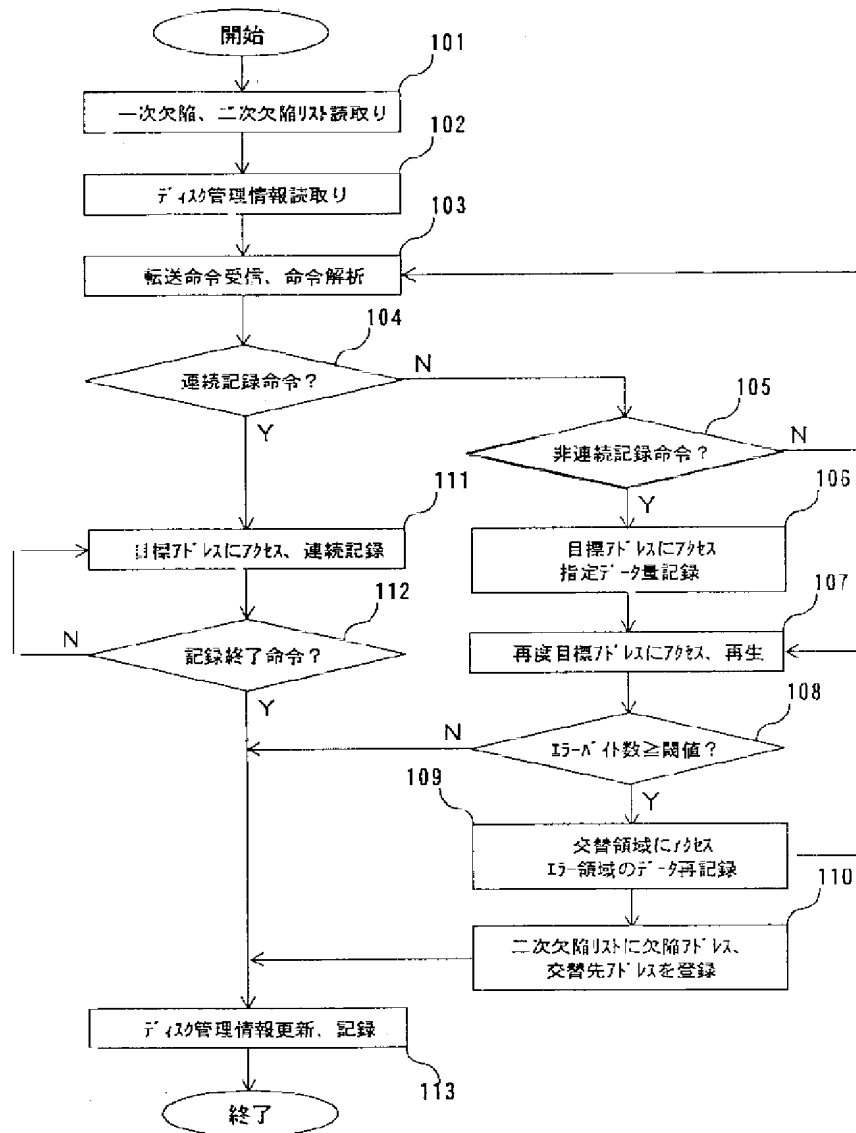 開始
101
一次欠陥、二次欠陥リスト読取り
102
ディスク管理情報読取り
103
転送命令受信、命令解析
104
連続記録命令?
N
Y
105
非連続記録命令?
N
Y
106
目標アドレスにアクセス
指定データ量記録
111
目標アドレスにアクセス、連続記録
107
再度目標アドレスにアクセス、再生
112
記録終了命令?
N
Y
108
エラーバイト数≧閾値?
N
Y
109
交替領域にアクセス
エラー領域のデータ再記録
110
二次欠陥リストに欠陥アドレス、
交替先アドレスを登録
ディスク管理情報更新、記録
113
終了